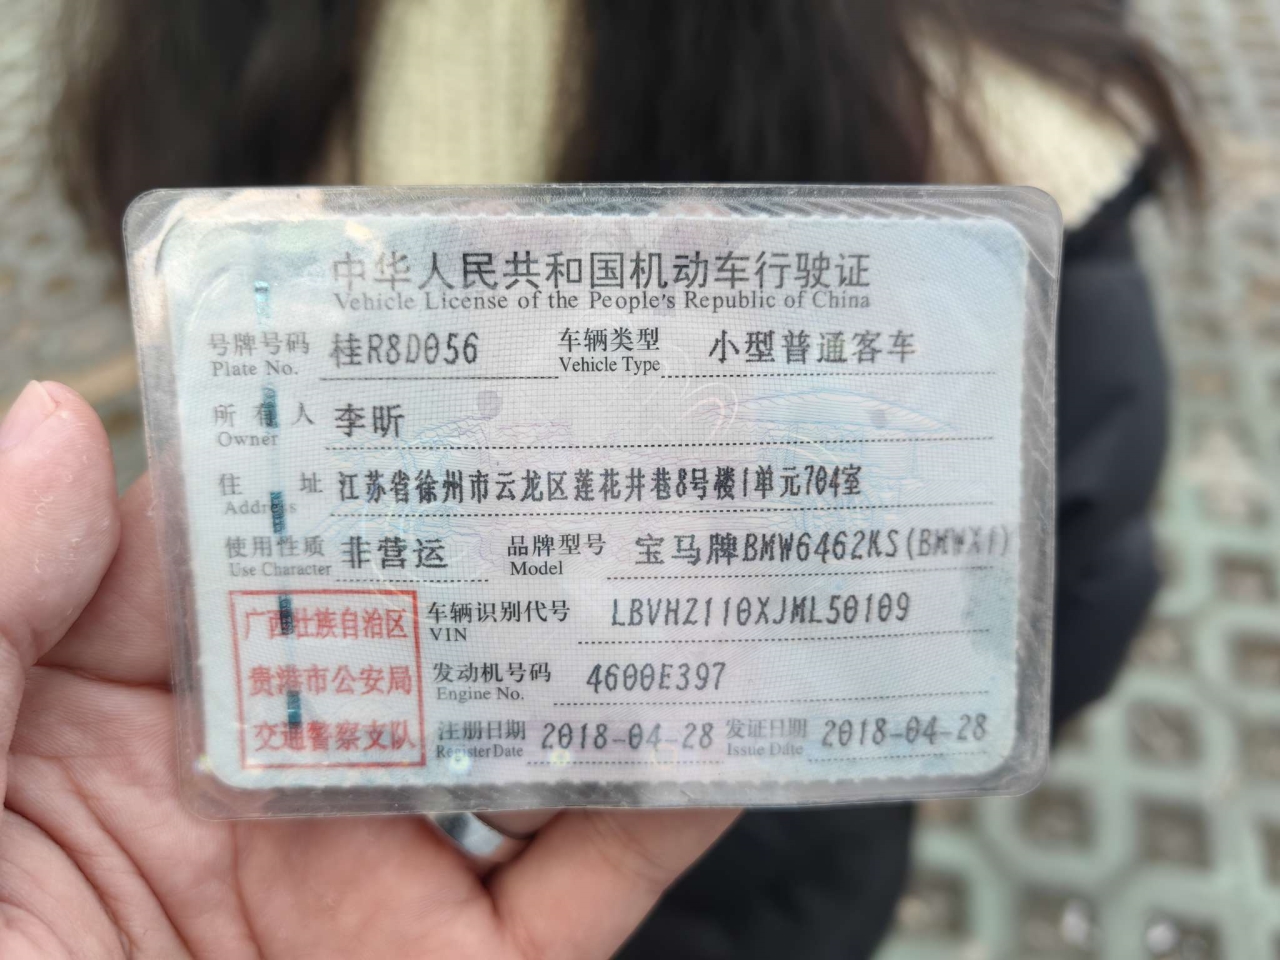 中华人民共和国机动车行驶证
Vehicle License of the People's Republic of China
号牌号码 桂R8D056 车辆类型 小型普通客车
Plate No. Vehicle Type
所有人 李昕
Owner
住址 江苏省徐州市云龙区莲花井巷8号楼1单元704室
Address
使用性质 非营运 品牌型号 宝马牌BMW6462KS(BMWX1)
Use Character Model
车辆识别代号 LBVHZ110XJML50109
VIN
发动机号码 4600E397
Engine No.
注册日期 2018-04-28 发证日期 2018-04-28
Register Date Issue Date
广西壮族自治区
贵港市公安局
交通警察支队